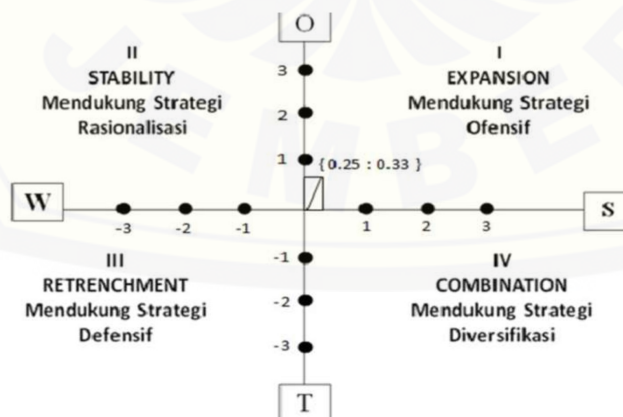 O
II
STABILITY
Mendukung Strategi
Rasionalisasi
I
EXPANSION
Mendukung Strategi
Ofensif
3
2
1
{0.25 : 0.33 }
W
S
-3
-2
-1
1
2
3
-1
-2
-3
III
RETRENCHMENT
Mendukung Strategi
Defensif
IV
COMBINATION
Mendukung Strategi
Diversifikasi
T
JEMBER